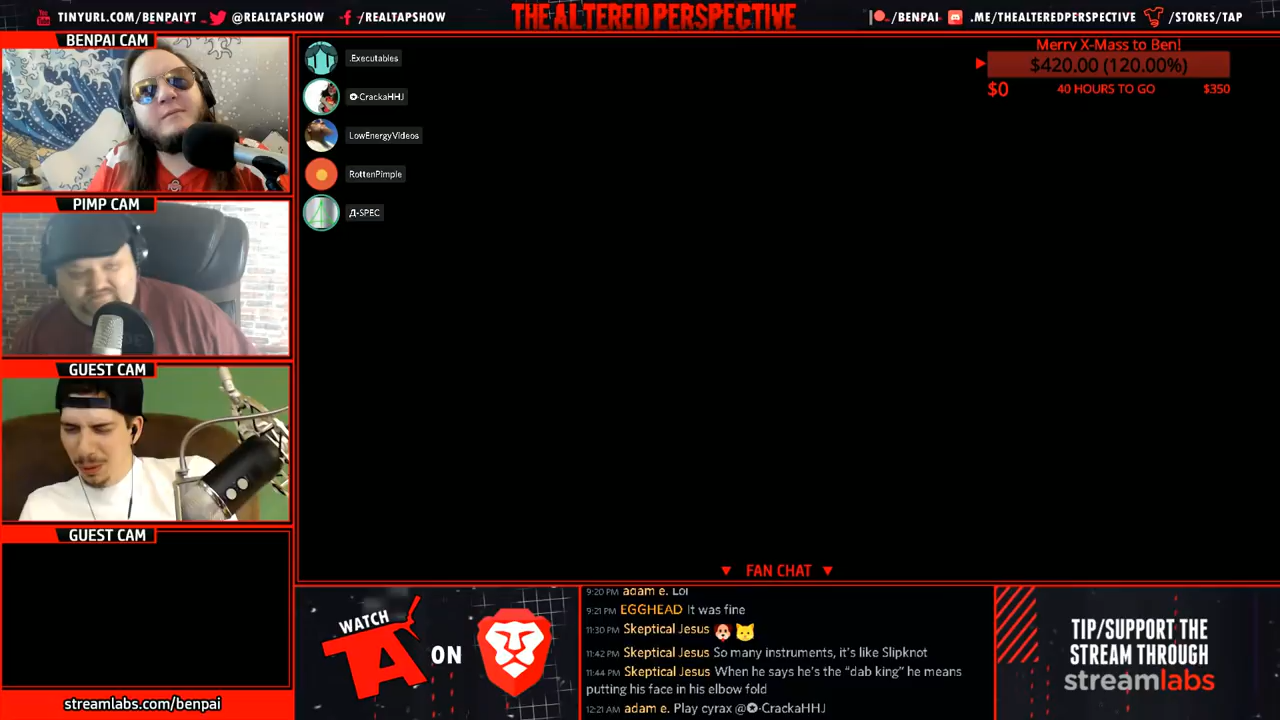 TINYURL.COM/BENPAIYT @REALTAPSHOW /REALTAPSHOW
THE ALTERED PERSPECTIVE
/BENPAI .ME/THEALTEREDPERSPECTIVE /STORES/TAP
BENPAI CAM
PIMP CAM
GUEST CAM
GUEST CAM
streamlabs.com/benpai
.Executables
✪·CrackaHHJ
LowEnergyVideos
RottenPimple
Д-SPEC
Merry X-Mass to Ben!
$420.00 (120.00%)
$0 40 HOURS TO GO $350
FAN CHAT
WATCH
ON
9:20 PM adam e. Lol
9:21 PM EGGHEAD It was fine
11:30 PM Skeptical Jesus
11:42 PM Skeptical Jesus So many instruments, it's like Slipknot
11:44 PM Skeptical Jesus When he says he's the “dab king” he means
putting his face in his elbow fold
12:21 AM adam e. Play cyrax @✪·CrackaHHJ
TIP/SUPPORT THE
STREAM THROUGH
streamlabs